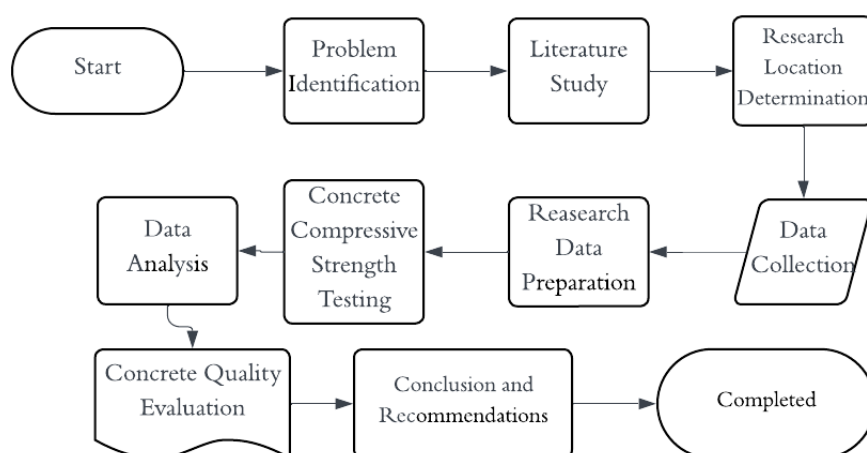 Start
Problem
Identification
Literature
Study
Research
Location
Determination
Data
Collection
Reasearch
Data
Preparation
Concrete
Compressive
Strength
Testing
Data
Analysis
Concrete Quality
Evaluation
Conclusion and
Recommendations
Completed